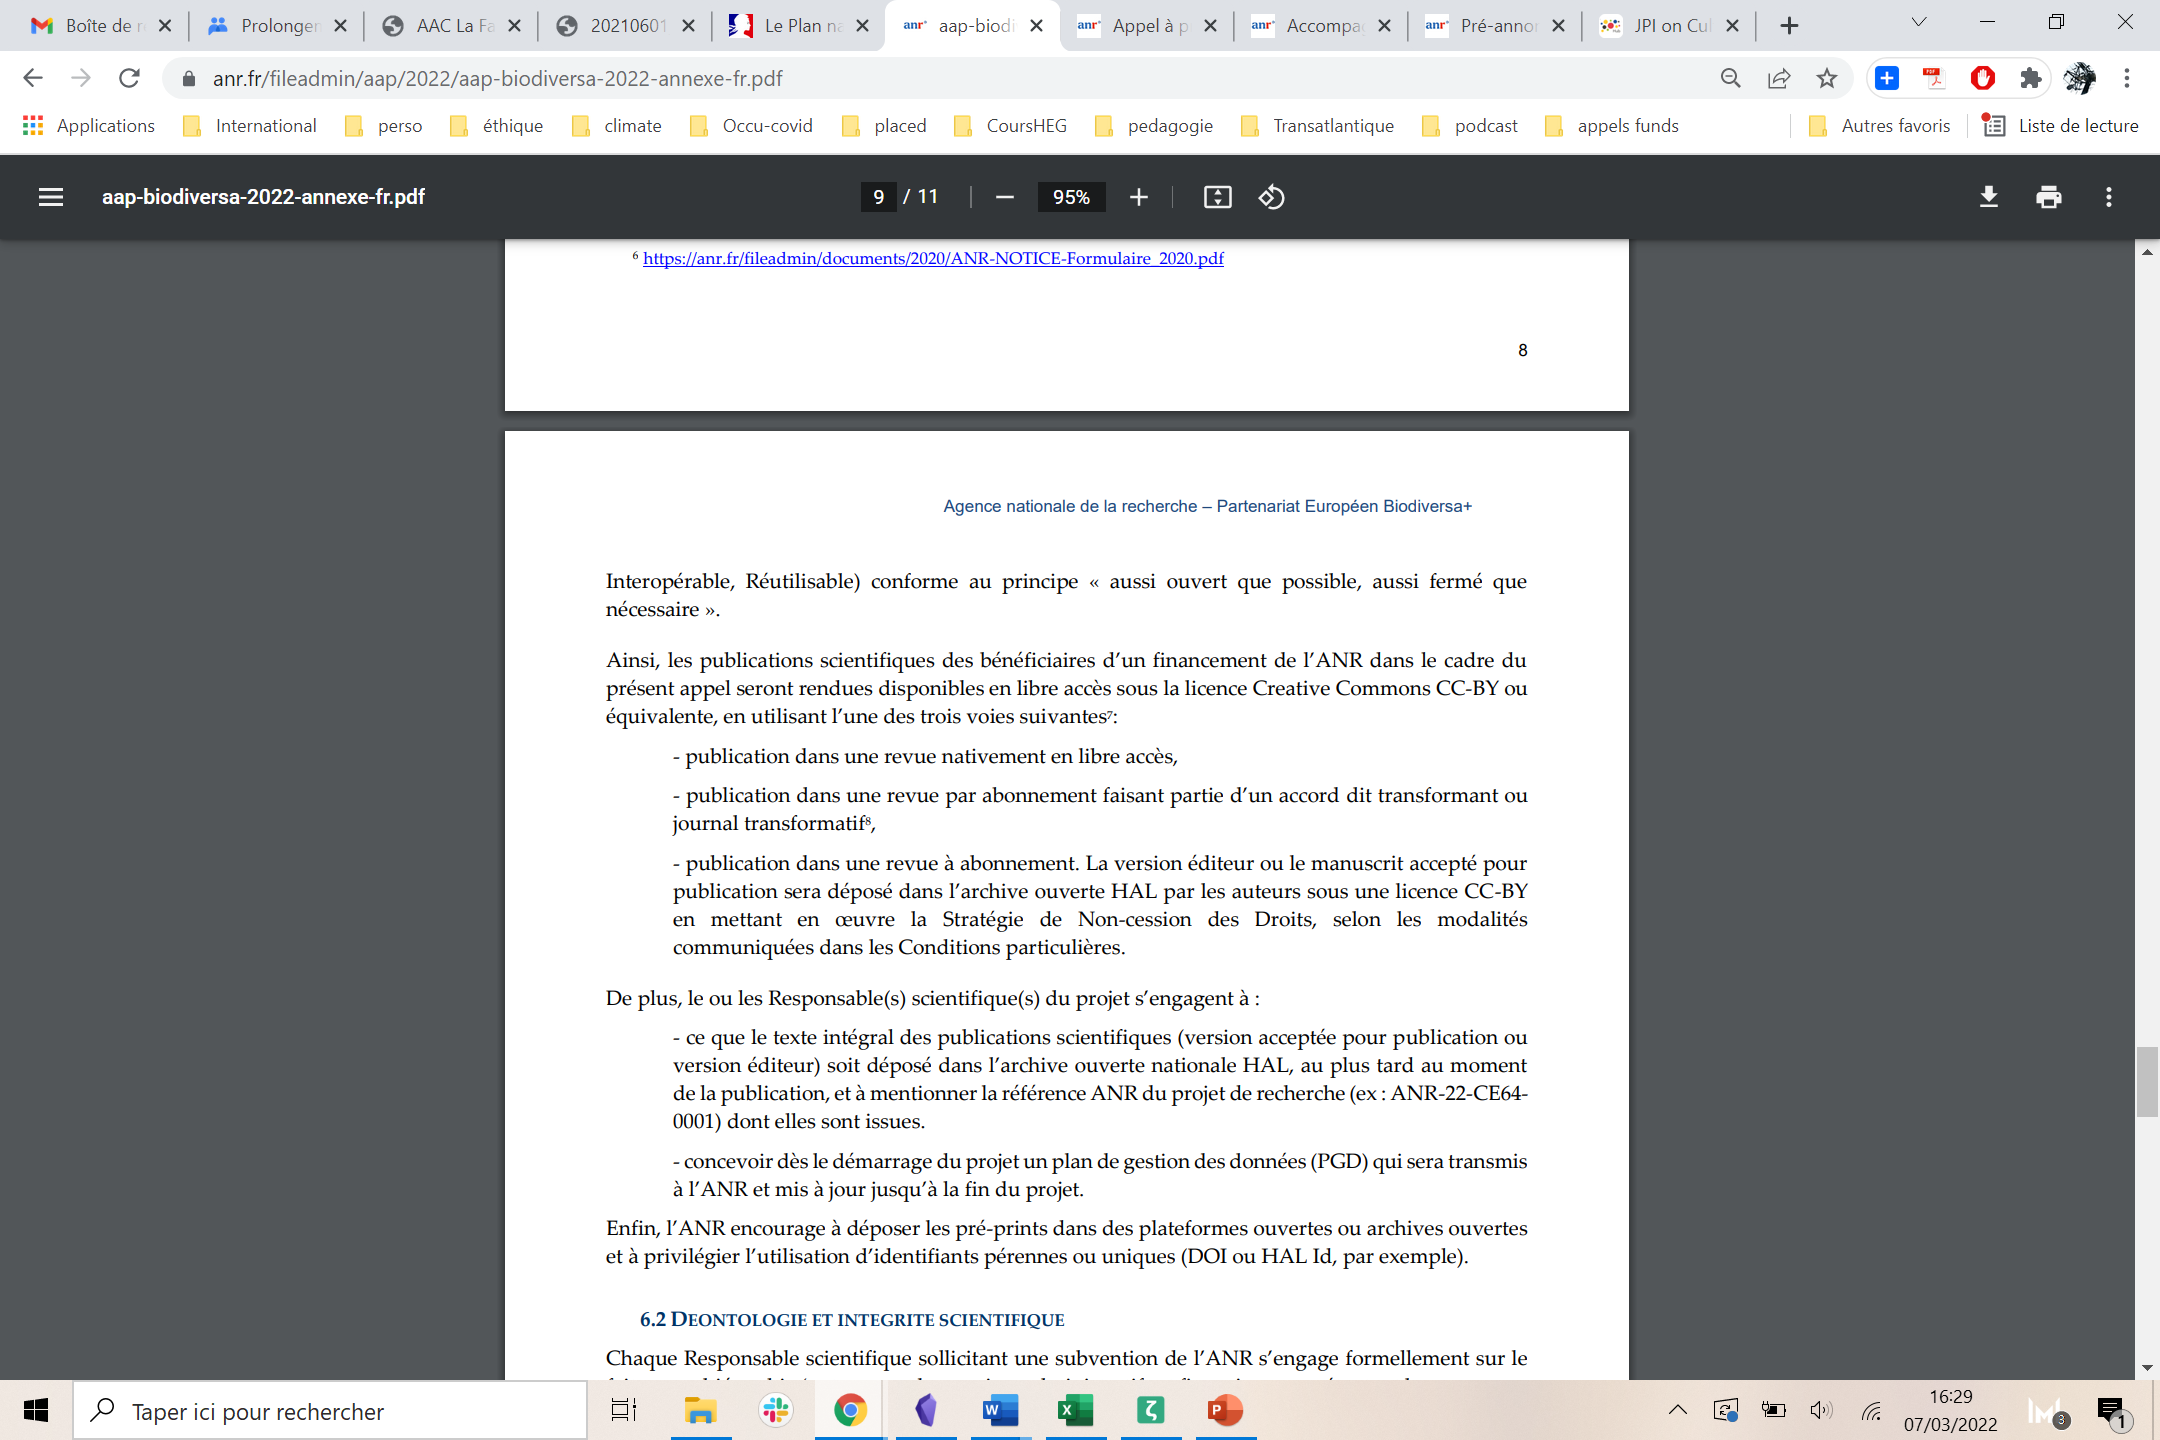 Boîte de r
Prolonger
AAC La Fa
20210601
Le Plan na
anr aap-biodi
anr Appel à p
anr Accompa
anr Pré-annon
JPI on Cul
anr.fr/fileadmin/aap/2022/aap-biodiversa-2022-annexe-fr.pdf
Applications International perso éthique climate Occu-covid placed CoursHEG pedagogie Transatlantique podcast appels funds Autres favoris Liste de lecture
aap-biodiversa-2022-annexe-fr.pdf 9 / 11 95%
6 https://anr.fr/fileadmin/documents/2020/ANR-NOTICE-Formulaire_2020.pdf
8
Agence nationale de la recherche – Partenariat Européen Biodiversa+
Interopérable, Réutilisable) conforme au principe « aussi ouvert que possible, aussi fermé que
nécessaire ».
Ainsi, les publications scientifiques des bénéficiaires d’un financement de l’ANR dans le cadre du
présent appel seront rendues disponibles en libre accès sous la licence Creative Commons CC-BY ou
équivalente, en utilisant l’une des trois voies suivantes7:
- publication dans une revue nativement en libre accès,
- publication dans une revue par abonnement faisant partie d’un accord dit transformant ou
journal transformatif8,
- publication dans une revue à abonnement. La version éditeur ou le manuscrit accepté pour
publication sera déposé dans l’archive ouverte HAL par les auteurs sous une licence CC-BY
en mettant en œuvre la Stratégie de Non-cession des Droits, selon les modalités
communiquées dans les Conditions particulières.
De plus, le ou les Responsable(s) scientifique(s) du projet s’engagent à :
- ce que le texte intégral des publications scientifiques (version acceptée pour publication ou
version éditeur) soit déposé dans l’archive ouverte nationale HAL, au plus tard au moment
de la publication, et à mentionner la référence ANR du projet de recherche (ex : ANR-22-CE64-
0001) dont elles sont issues.
- concevoir dès le démarrage du projet un plan de gestion des données (PGD) qui sera transmis
à l’ANR et mis à jour jusqu’à la fin du projet.
Enfin, l’ANR encourage à déposer les pré-prints dans des plateformes ouvertes ou archives ouvertes
et à privilégier l’utilisation d’identifiants pérennes ou uniques (DOI ou HAL Id, par exemple).
6.2 DEONTOLOGIE ET INTEGRITE SCIENTIFIQUE
Chaque Responsable scientifique sollicitant une subvention de l’ANR s’engage formellement sur le
Taper ici pour rechercher
16:29
07/03/2022
3
1